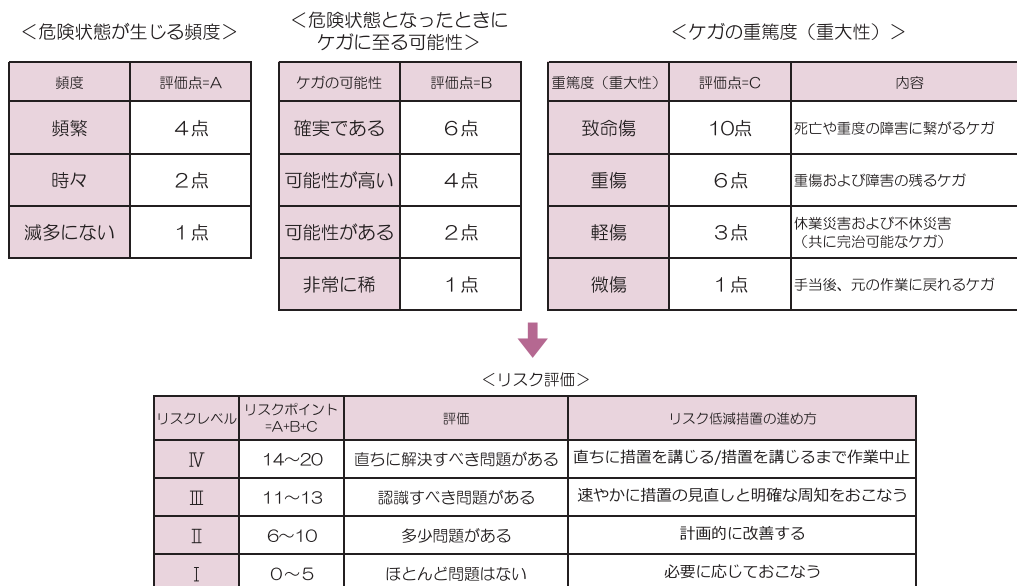 ＜危険状態が生じる頻度＞
頻度 評価点=A
頻繁 4点
時々 2点
滅多にない 1点
＜危険状態となったときに
ケガに至る可能性＞
ケガの可能性 評価点=B
確実である 6点
可能性が高い 4点
可能性がある 2点
非常に稀 1点
＜ケガの重篤度（重大性）＞
重篤度（重大性） 評価点=C 内容
致命傷 10点 死亡や重度の障害に繋がるケガ
重傷 6点 重傷および障害の残るケガ
軽傷 3点 休業災害および不休災害
（共に完治可能なケガ）
微傷 1点 手当後、元の作業に戻れるケガ
＜リスク評価＞
リスクレベル リスクポイント
=A+B+C 評価 リスク低減措置の進め方
Ⅳ 14～20 直ちに解決すべき問題がある 直ちに措置を講じる/措置を講じるまで作業中止
Ⅲ 11～13 認識すべき問題がある 速やかに措置の見直しと明確な周知をおこなう
Ⅱ 6～10 多少問題がある 計画的に改善する
Ⅰ 0～5 ほとんど問題はない 必要に応じておこなう